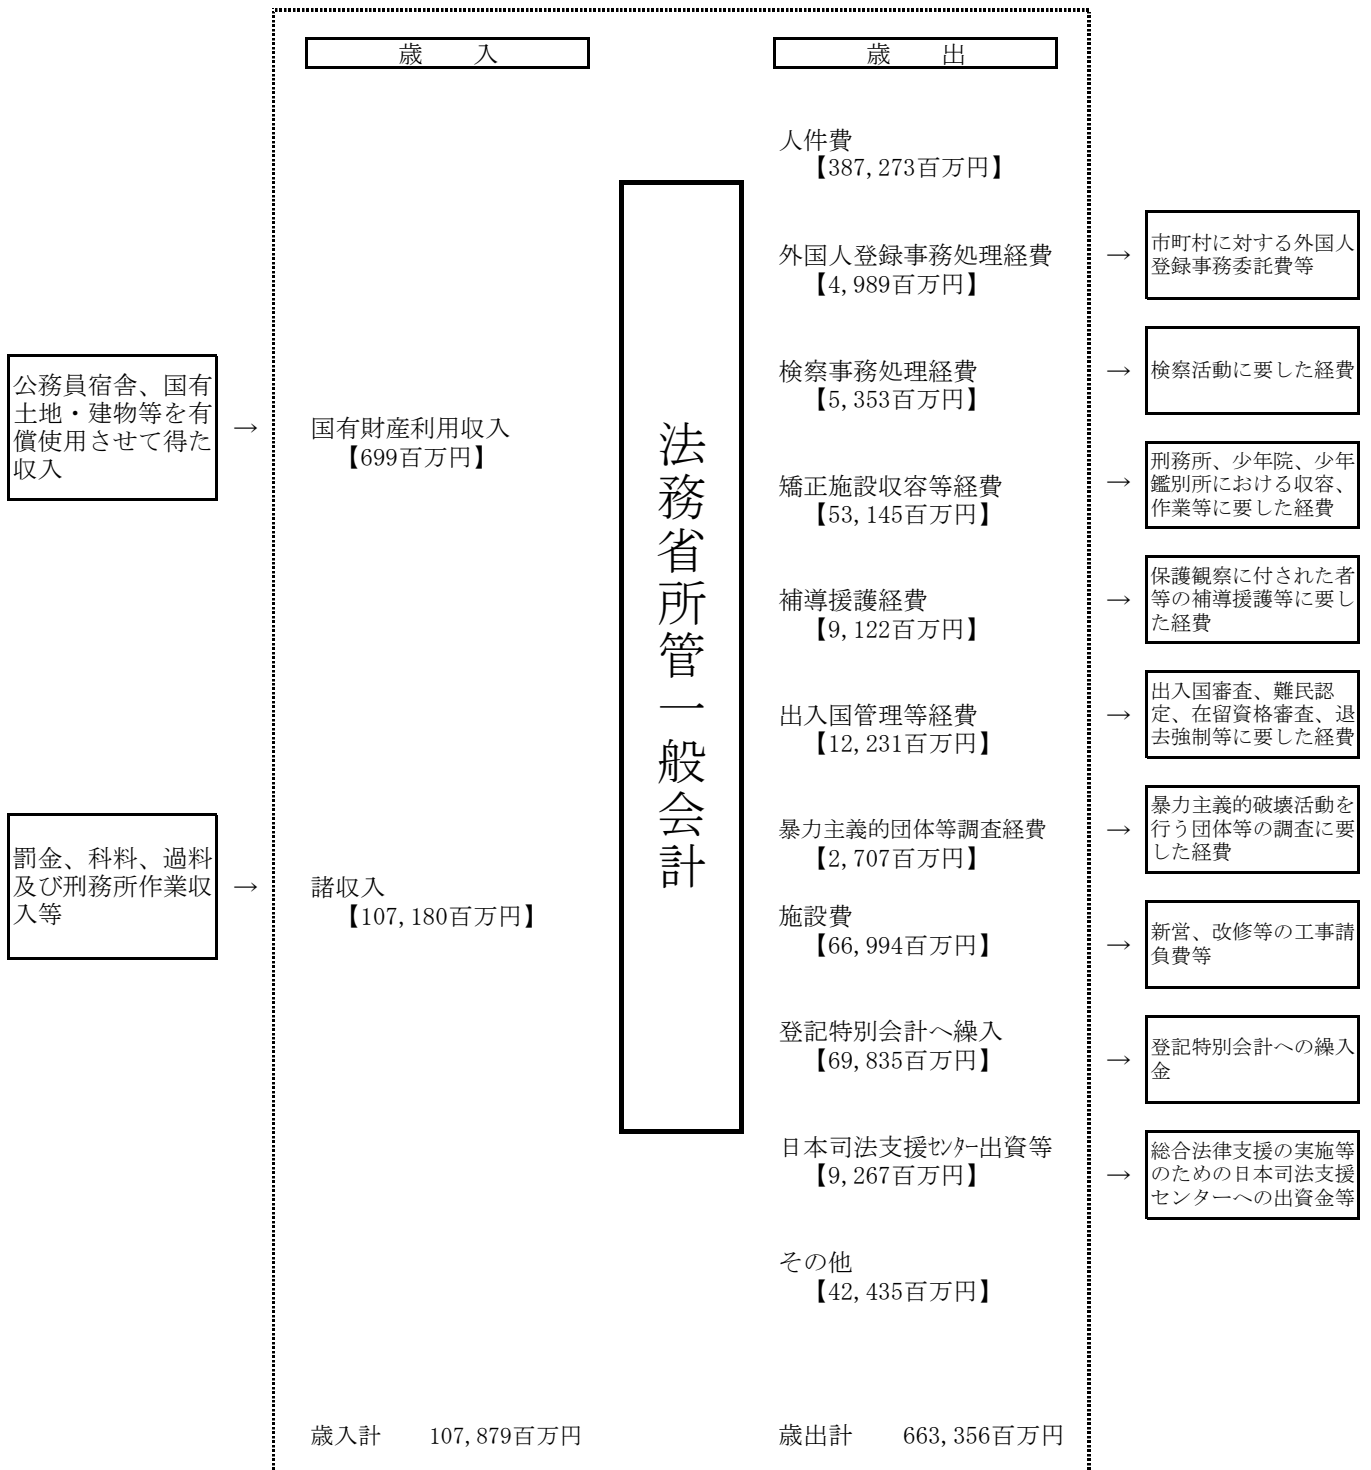 歳　入
歳　出
公務員宿舎、国有
土地・建物等を有
償使用させて得た
収入
→
国有財産利用収入
【699百万円】
罰金、科料、過料
及び刑務所作業収
入等
→
諸収入
【107,180百万円】
歳入計　107,879百万円
法務省所管一般会計
人件費
【387,273百万円】
外国人登録事務処理経費
【4,989百万円】
→
市町村に対する外国人
登録事務委託費等
検察事務処理経費
【5,353百万円】
→
検察活動に要した経費
矯正施設収容等経費
【53,145百万円】
→
刑務所、少年院、少年
鑑別所における収容、
作業等に要した経費
補導援護経費
【9,122百万円】
→
保護観察に付された者
等の補導援護等に要し
た経費
出入国管理等経費
【12,231百万円】
→
出入国審査、難民認
定、在留資格審査、退
去強制等に要した経費
暴力主義的団体等調査経費
【2,707百万円】
→
暴力主義的破壊活動を
行う団体等の調査に要
した経費
施設費
【66,994百万円】
→
新営、改修等の工事請
負費等
登記特別会計へ繰入
【69,835百万円】
→
登記特別会計への繰入
金
日本司法支援ｾﾝﾀｰ出資等
【9,267百万円】
→
総合法律支援の実施等
のための日本司法支援
センターへの出資金等
その他
【42,435百万円】
歳出計　663,356百万円